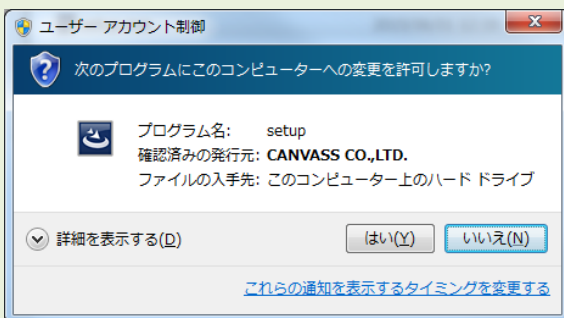 ユーザー アカウント制御
次のプログラムにこのコンピューターへの変更を許可しますか?
プログラム名: setup
確認済みの発行元: CANVASS CO.,LTD.
ファイルの入手先: このコンピューター上のハード ドライブ
詳細を表示する(D) はい(Y) いいえ(N)
これらの通知を表示するタイミングを変更する